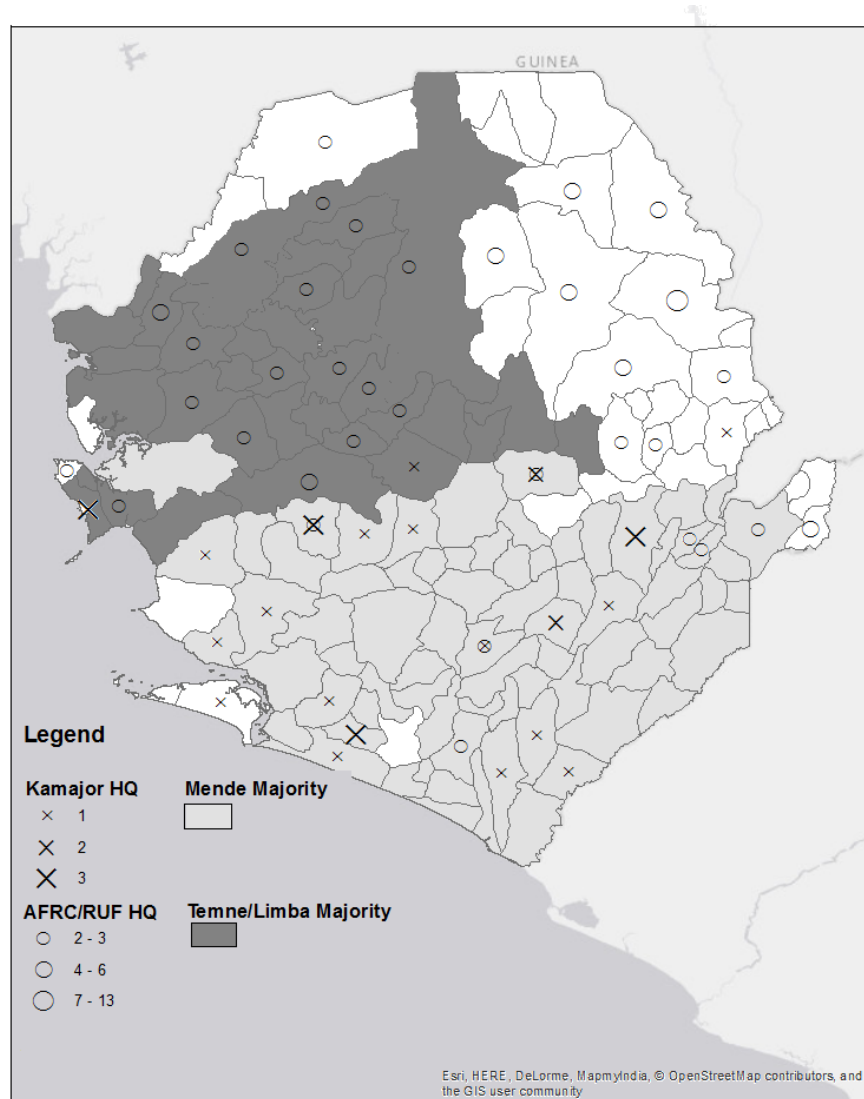 GUINEA
Legend
Kamajor HQ
1
2
3
Mende Majority
AFRC/RUF HQ
2 - 3
4 - 6
7 - 13
Temne/Limba Majority
Esri, HERE, DeLorme, MapmyIndia, © OpenStreetMap contributors, and
the GIS user community